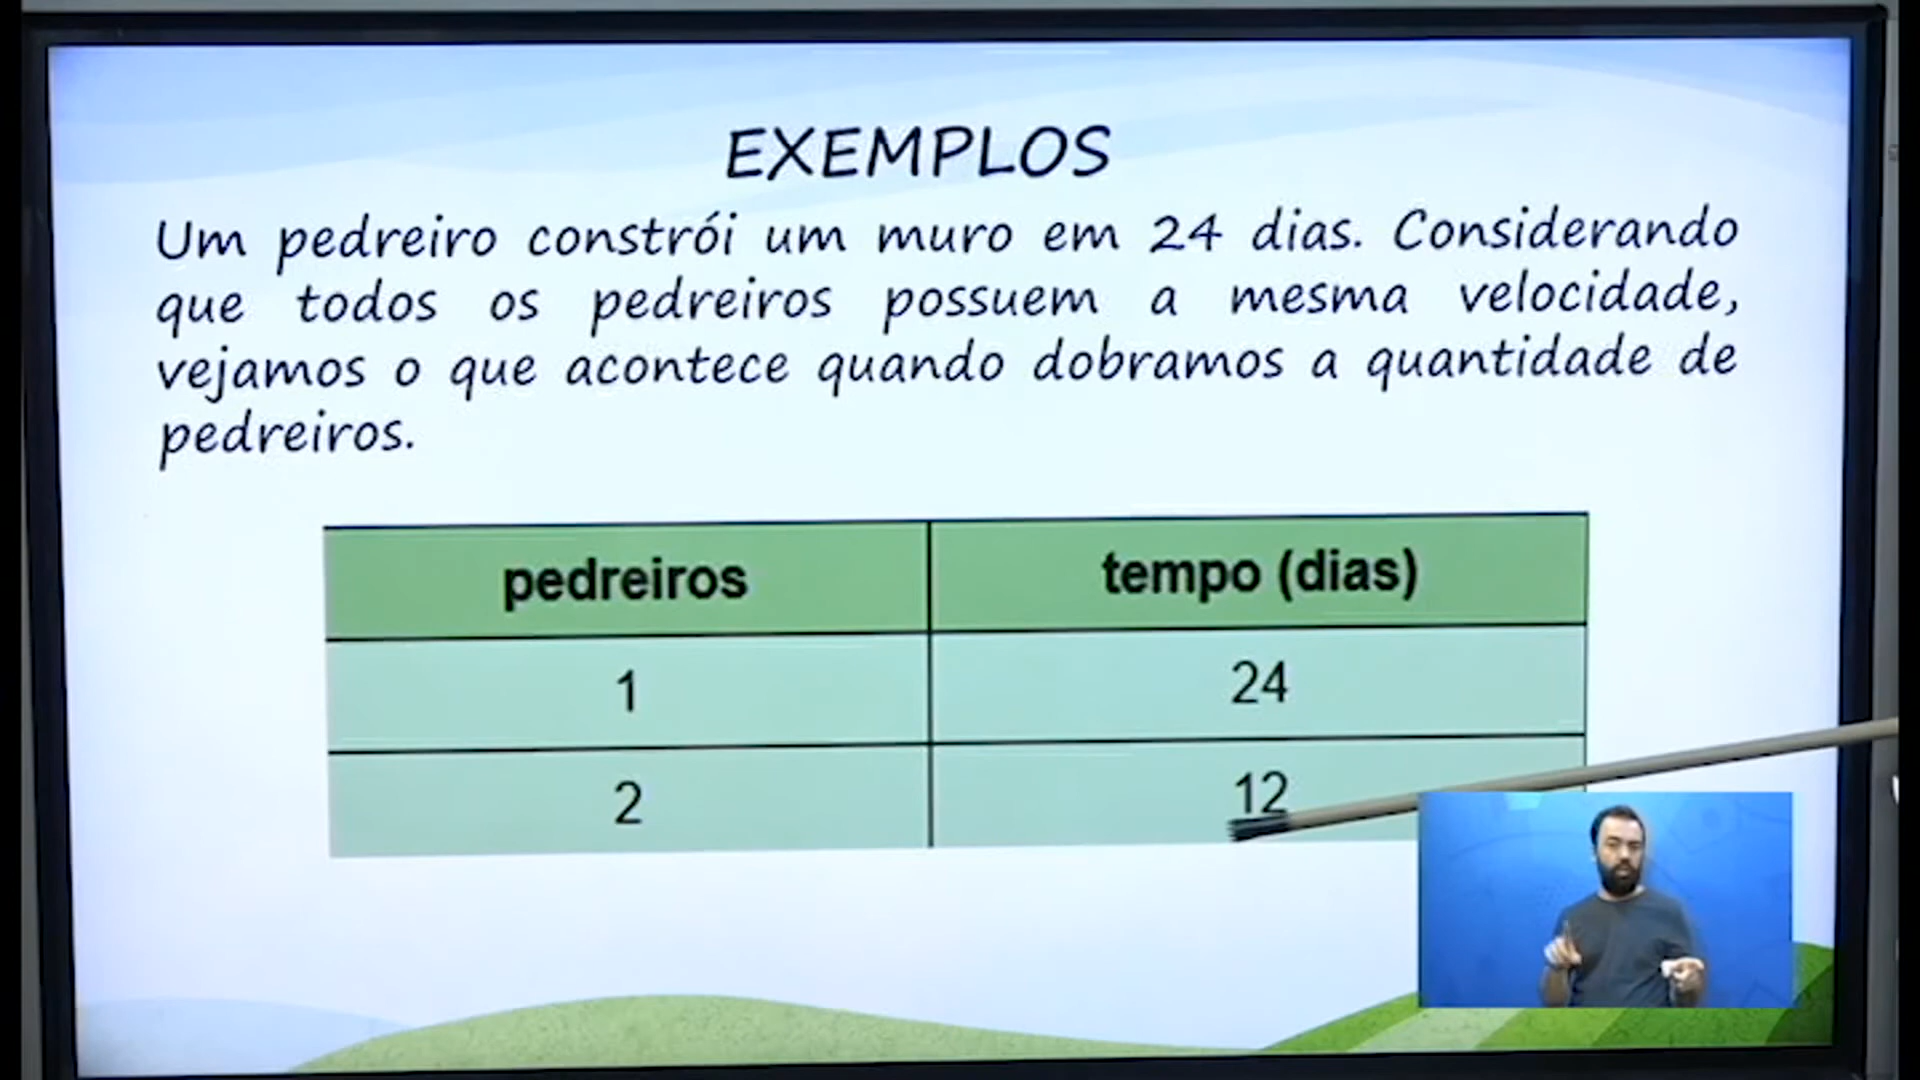 EXEMPLOS
Um pedreiro constrói um muro em 24 dias. Considerando
que todos os pedreiros possuem a mesma velocidade,
vejamos o que acontece quando dobramos a quantidade de
pedreiros.
pedreiros tempo (dias)
1 24
2 12